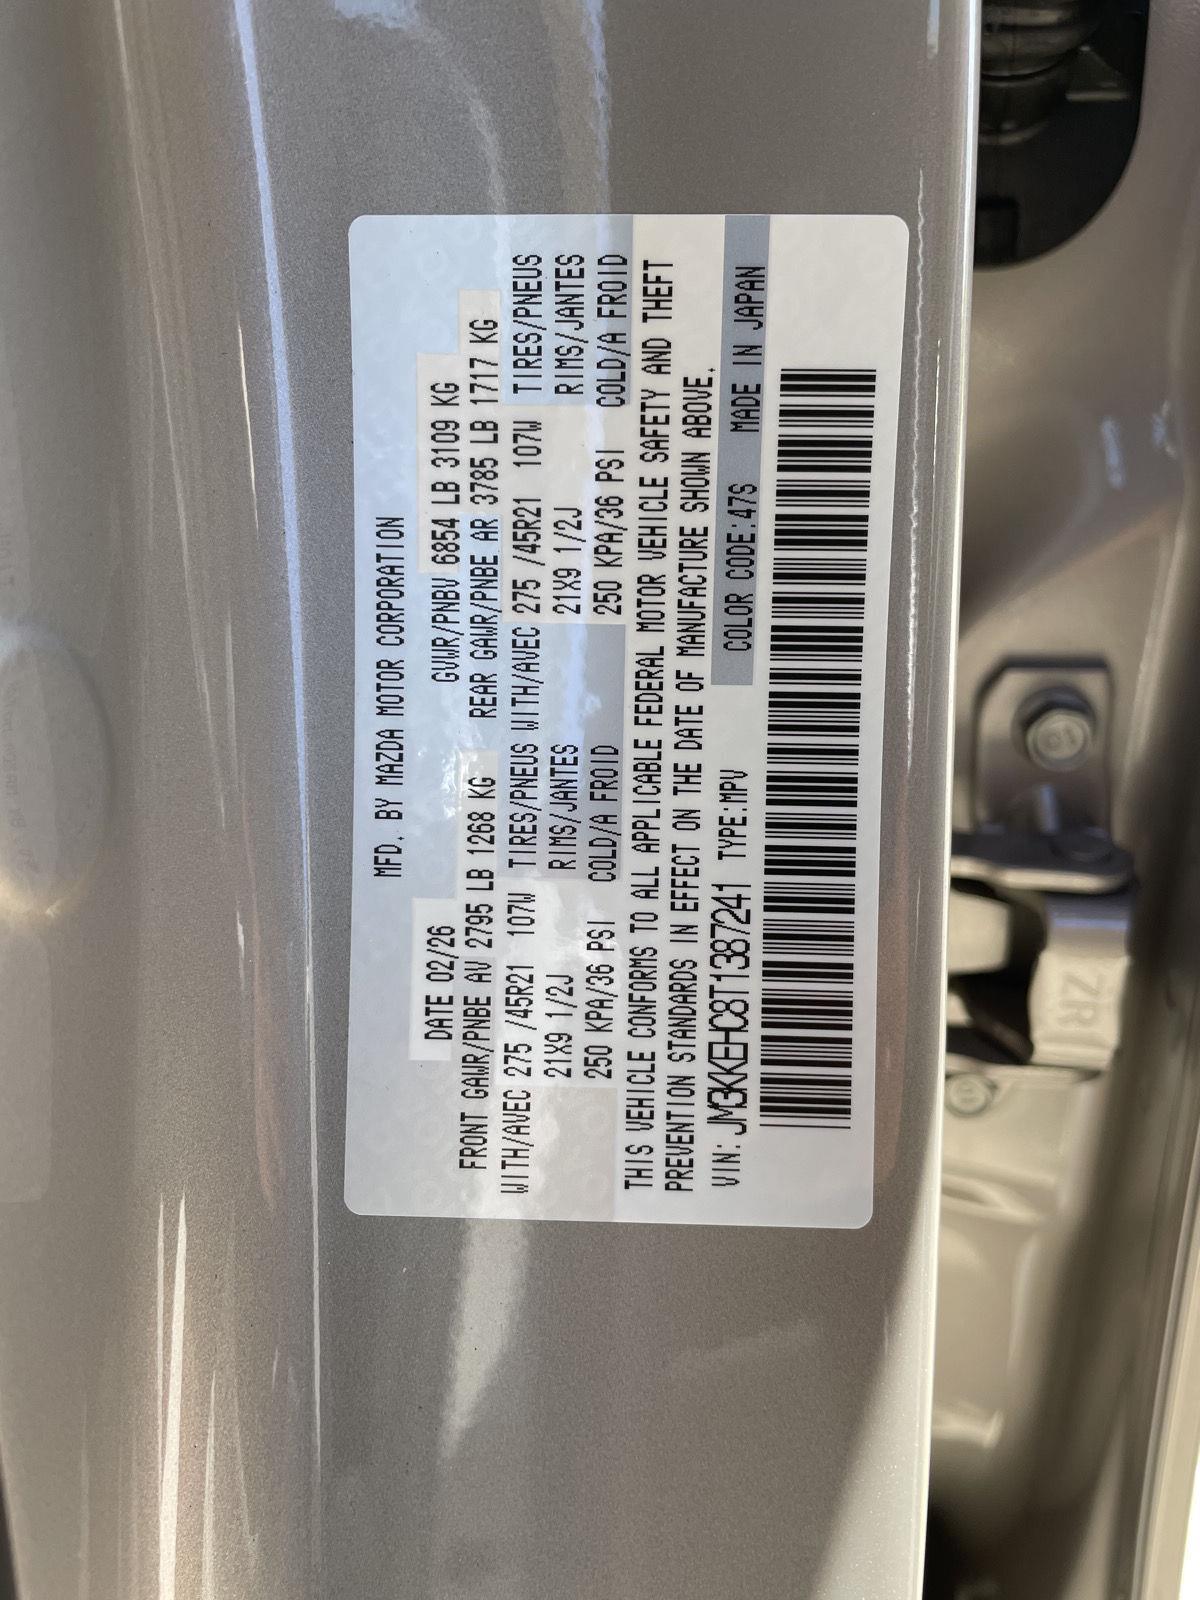 MFD. BY MAZDA MOTOR CORPORATION
DATE 02/26 GVWR/PNBV 6854 LB 3109 KG
FRONT GAWR/PNBE AV 2795 LB 1268 KG REAR GAWR/PNBE AR 3785 LB 1717 KG
WITH/AVEC 275 /45R21 107W TIRES/PNEUS WITH/AVEC 275 /45R21 107W TIRES/PNEUS
21X9 1/2J RIMS/JANTES 21X9 1/2J RIMS/JANTES
250 KPA/36 PSI COLD/A FROID 250 KPA/36 PSI COLD/A FROID
THIS VEHICLE CONFORMS TO ALL APPLICABLE FEDERAL MOTOR VEHICLE SAFETY AND THEFT
PREVENTION STANDARDS IN EFFECT ON THE DATE OF MANUFACTURE SHOWN ABOVE.
VIN: JM3KKEHC8T1387241 TYPE:MPV COLOR CODE:47S MADE IN JAPAN
ZR